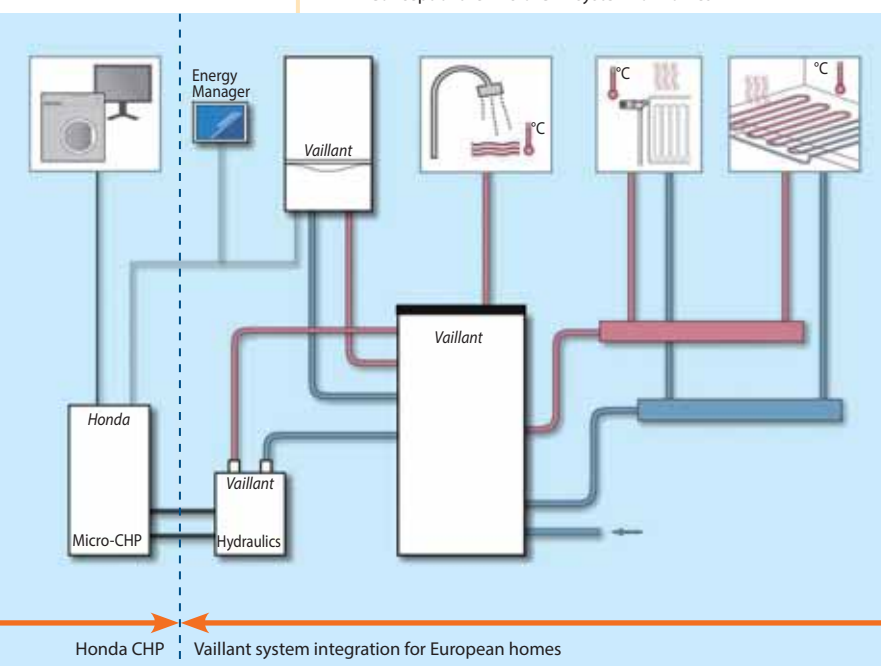 Energy
Manager
Vaillant
°C
°C
°C
Vaillant
Honda
Vaillant
Micro-CHP
Hydraulics
Honda CHP
Vaillant system integration for European homes